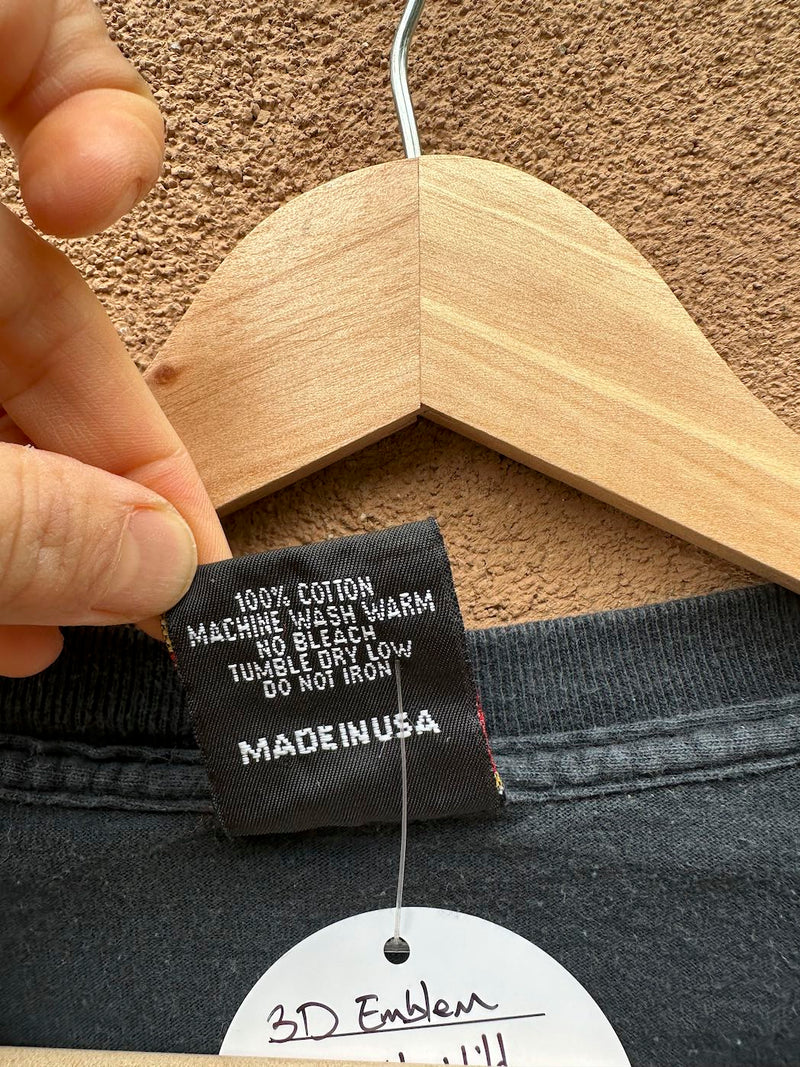 100% COTTON
MACHINE WASH WARM
NO BLEACH
TUMBLE DRY LOW
DO NOT IRON
MADE IN USA
3D Emblem